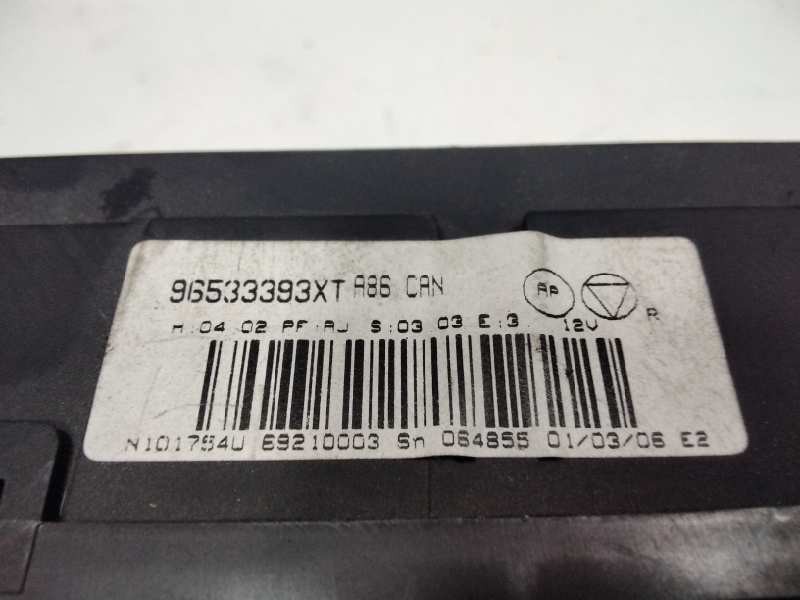 96533393XT A86 CAN AP
H:04 02 PF:AJ S:03 03 E:3. 12V R
N101754U 69210003 Sn 064855 01/03/06 E2